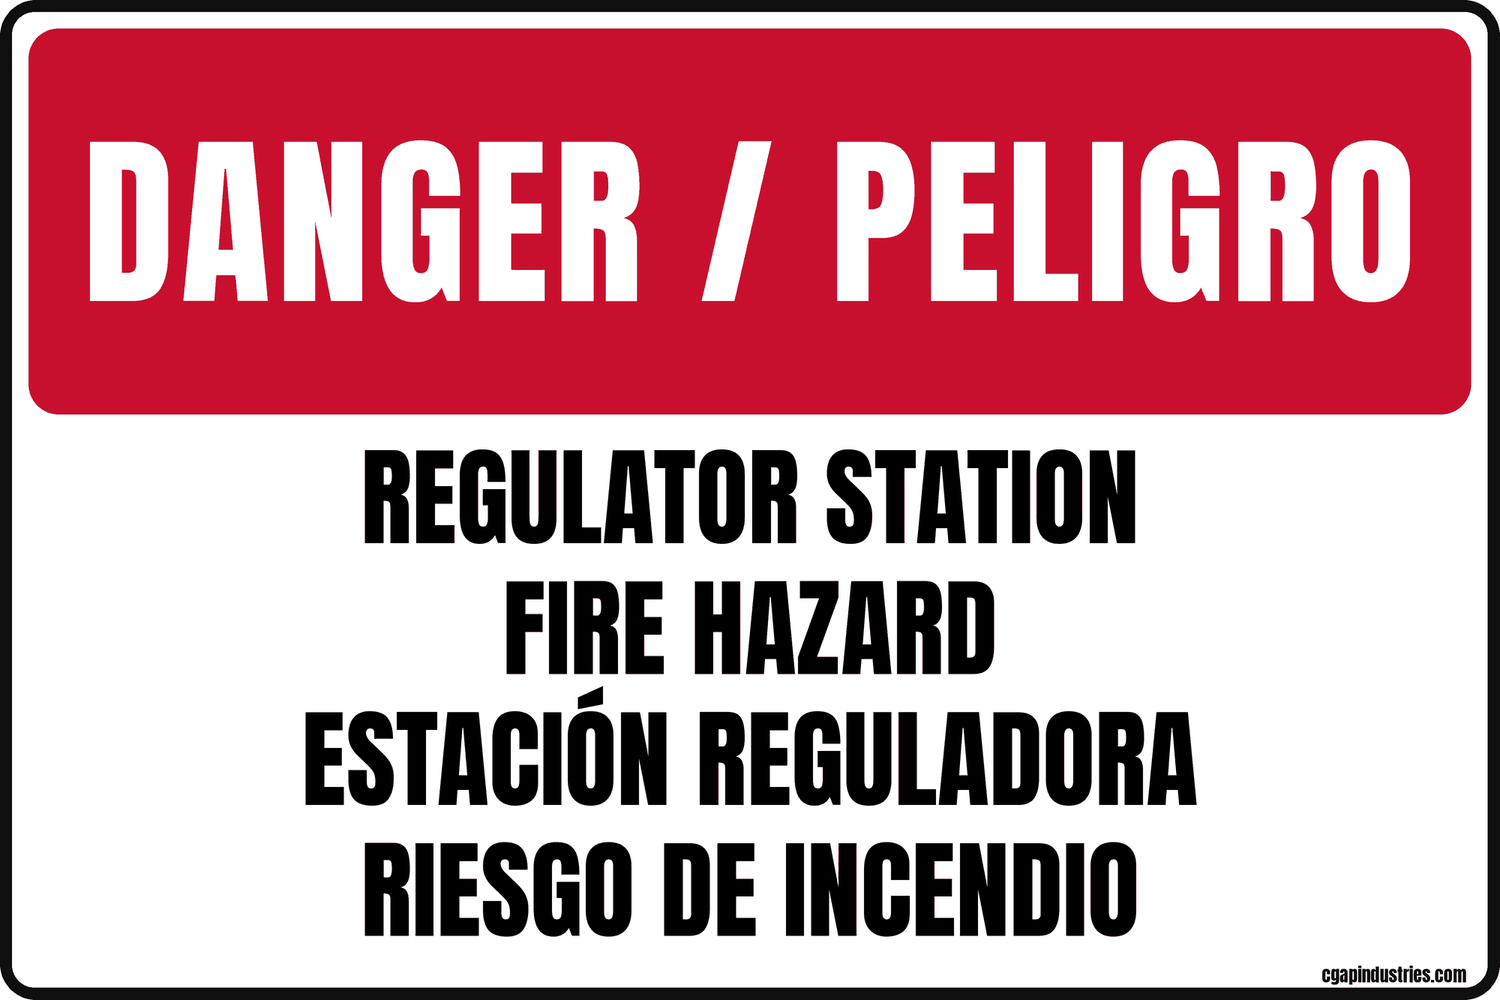 DANGER / PELIGRO
REGULATOR STATION
FIRE HAZARD
ESTACIÓN REGULADORA
RIESGO DE INCENDIO
cgapindustries.com